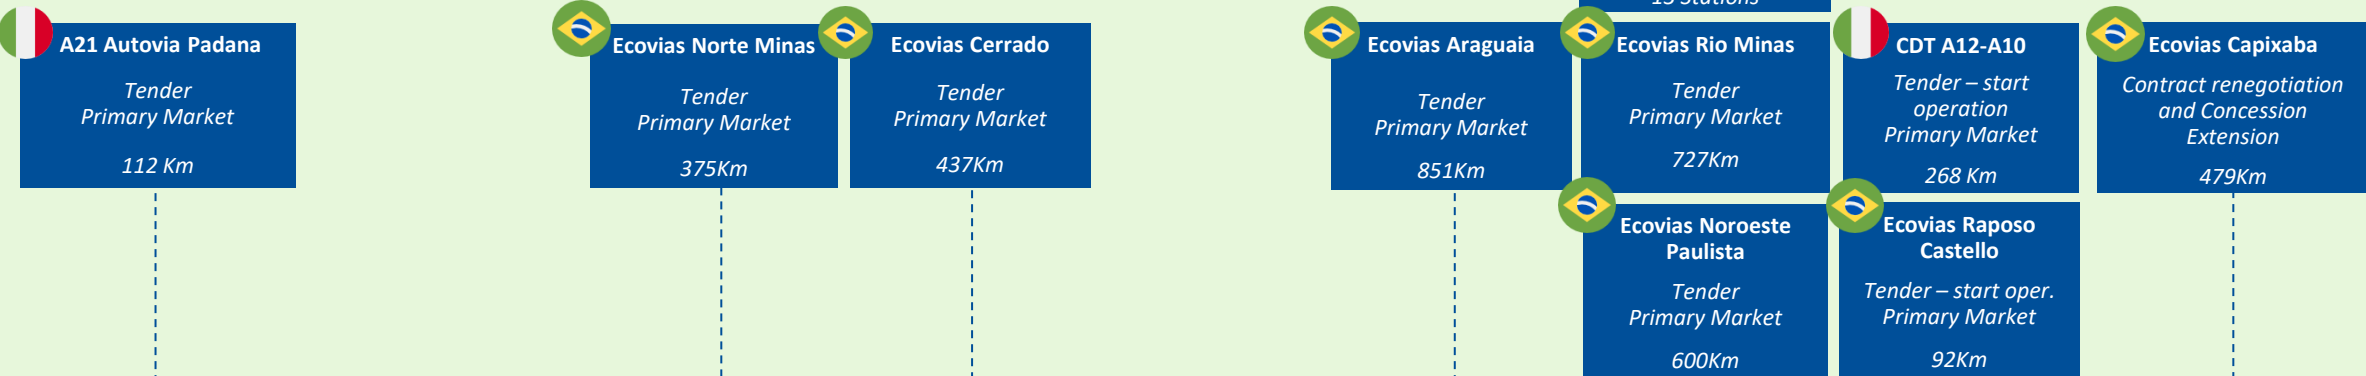 13 Stations
A21 Autovia Padana
Tender
Primary Market
112 Km
Ecovias Norte Minas
Tender
Primary Market
375Km
Ecovias Cerrado
Tender
Primary Market
437Km
Ecovias Araguaia
Tender
Primary Market
851Km
Ecovias Rio Minas
Tender
Primary Market
727Km
CDT A12-A10
Tender – start
operation
Primary Market
268 Km
Ecovias Capixaba
Contract renegotiation
and Concession
Extension
479Km
Ecovias Noroeste
Paulista
Tender
Primary Market
600Km
Ecovias Raposo
Castello
Tender – start oper.
Primary Market
92Km